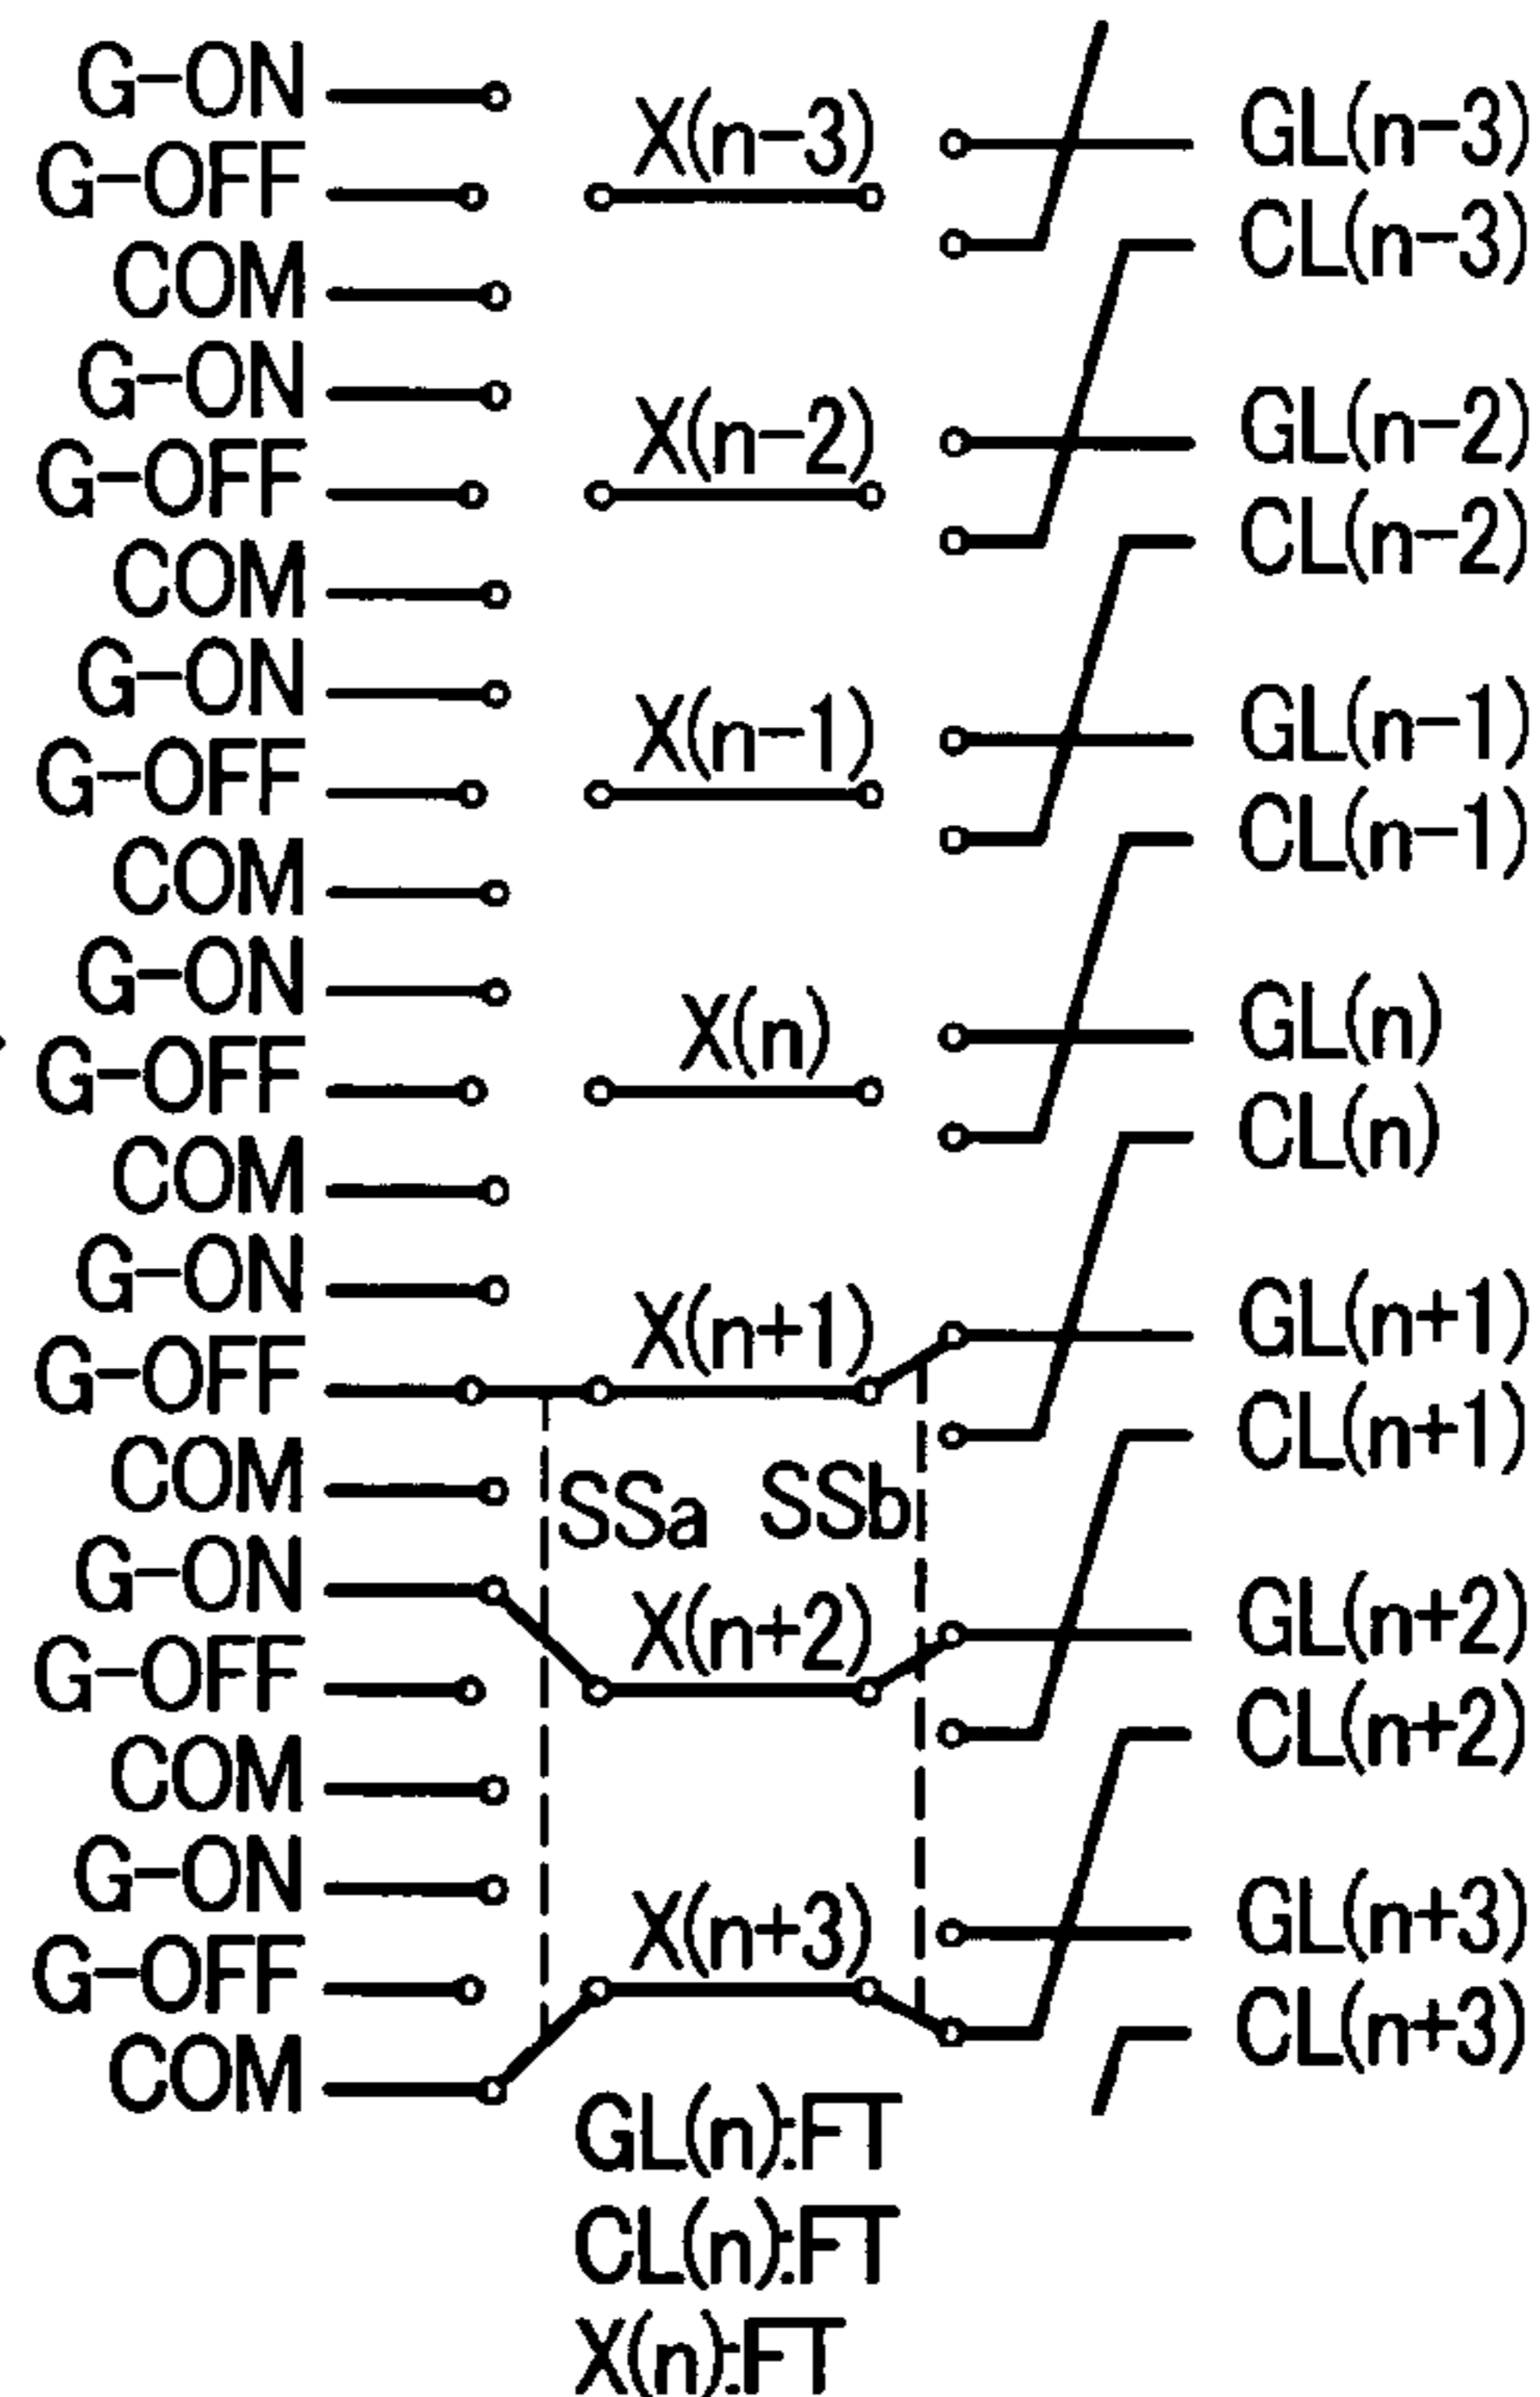 G-ON
X(n-3)
GL(n-3)
G-OFF
CL(n-3)
COM
G-ON
X(n-2)
GL(n-2)
G-OFF
CL(n-2)
COM
G-ON
X(n-1)
GL(n-1)
G-OFF
CL(n-1)
COM
G-ON
X(n)
GL(n)
G-OFF
CL(n)
COM
G-ON
X(n+1)
GL(n+1)
G-OFF
CL(n+1)
COM
SSa SSb
G-ON
X(n+2)
GL(n+2)
G-OFF
CL(n+2)
COM
G-ON
X(n+3)
GL(n+3)
G-OFF
CL(n+3)
COM
GL(n):FT
CL(n):FT
X(n):FT